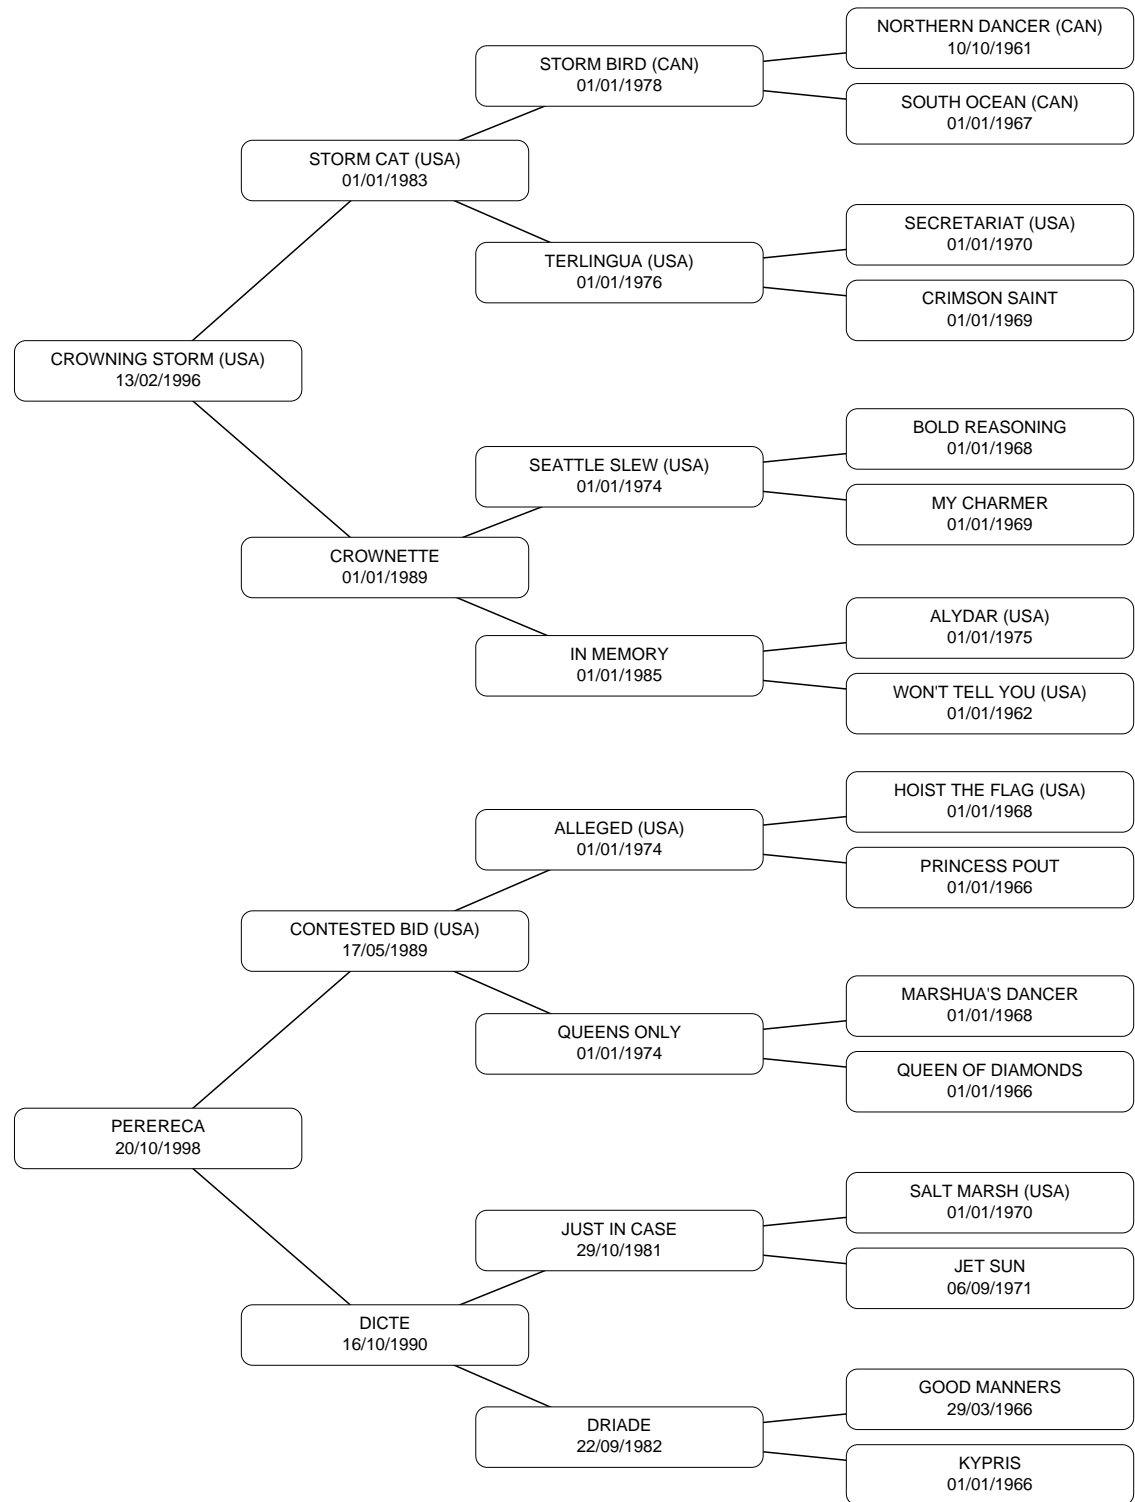 NORTHERN DANCER (CAN)
10/10/1961
STORM BIRD (CAN)
01/01/1978
SOUTH OCEAN (CAN)
01/01/1967
STORM CAT (USA)
01/01/1983
SECRETARIAT (USA)
01/01/1970
TERLINGUA (USA)
01/01/1976
CRIMSON SAINT
01/01/1969
CROWNING STORM (USA)
13/02/1996
BOLD REASONING
01/01/1968
SEATTLE SLEW (USA)
01/01/1974
MY CHARMER
01/01/1969
CROWNETTE
01/01/1989
ALYDAR (USA)
01/01/1975
IN MEMORY
01/01/1985
WON'T TELL YOU (USA)
01/01/1962
HOIST THE FLAG (USA)
01/01/1968
ALLEGED (USA)
01/01/1974
PRINCESS POUT
01/01/1966
CONTESTED BID (USA)
17/05/1989
MARSHUA'S DANCER
01/01/1968
QUEENS ONLY
01/01/1974
QUEEN OF DIAMONDS
01/01/1966
PERERECA
20/10/1998
SALT MARSH (USA)
01/01/1970
JUST IN CASE
29/10/1981
JET SUN
06/09/1971
DICTE
16/10/1990
GOOD MANNERS
29/03/1966
DRIADE
22/09/1982
KYPRIS
01/01/1966